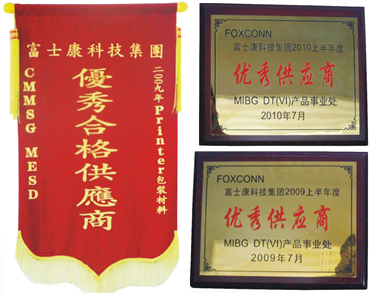 富士康科技集團
二〇〇九年Printer包裝材料
優秀合格供應商
CMMSG MESD
FOXCONN
富士康科技集团2010上半年度
优秀供应商
MIBG DT(VI)产品事业处
2010年7月
FOXCONN
富士康科技集团2009上半年度
优秀供应商
MIBG DT(VI)产品事业处
2009年7月